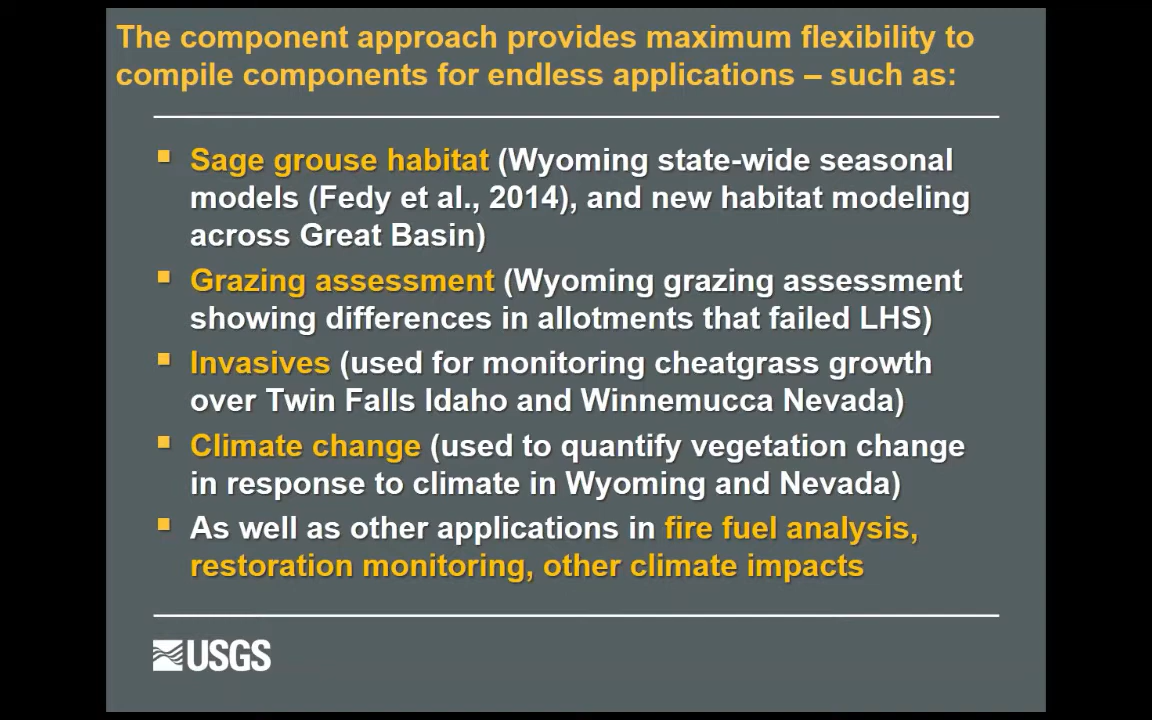 The component approach provides maximum flexibility to
compile components for endless applications – such as:
Sage grouse habitat (Wyoming state-wide seasonal
models (Fedy et al., 2014), and new habitat modeling
across Great Basin)
Grazing assessment (Wyoming grazing assessment
showing differences in allotments that failed LHS)
Invasives (used for monitoring cheatgrass growth
over Twin Falls Idaho and Winnemucca Nevada)
Climate change (used to quantify vegetation change
in response to climate in Wyoming and Nevada)
As well as other applications in fire fuel analysis,
restoration monitoring, other climate impacts
USGS